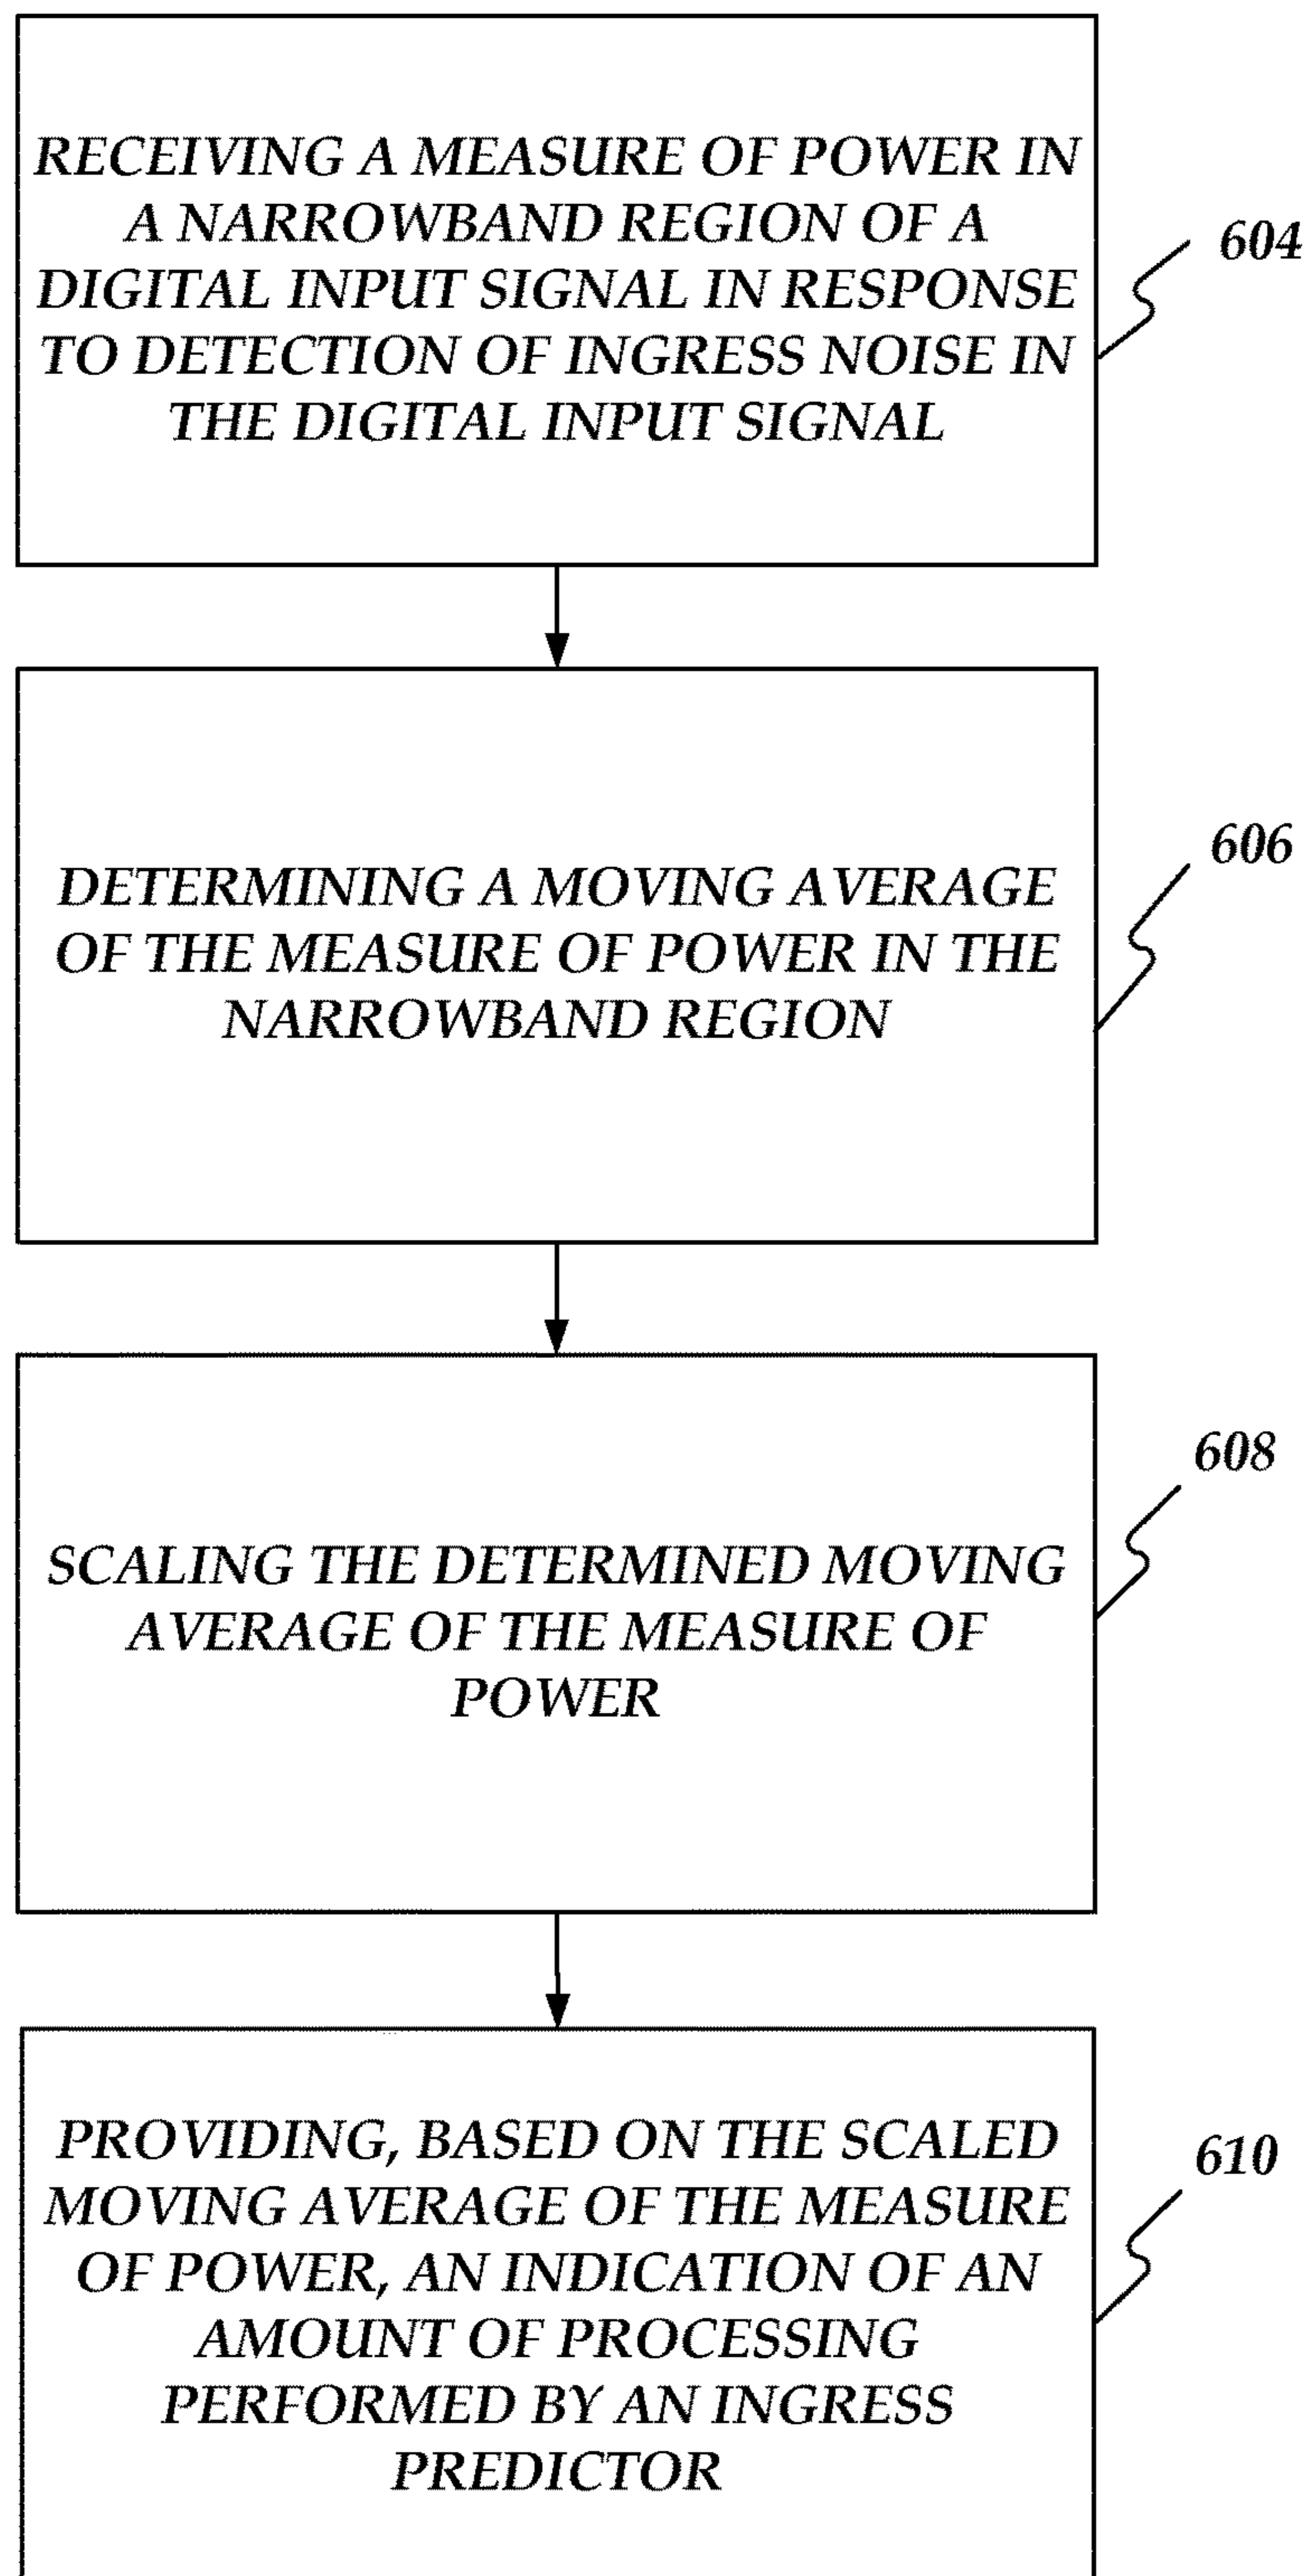 RECEIVING A MEASURE OF POWER IN
A NARROWBAND REGION OF A
DIGITAL INPUT SIGNAL IN RESPONSE
TO DETECTION OF INGRESS NOISE IN
THE DIGITAL INPUT SIGNAL
604
DETERMINING A MOVING AVERAGE
OF THE MEASURE OF POWER IN THE
NARROWBAND REGION
606
SCALING THE DETERMINED MOVING
AVERAGE OF THE MEASURE OF
POWER
608
PROVIDING, BASED ON THE SCALED
MOVING AVERAGE OF THE MEASURE
OF POWER, AN INDICATION OF AN
AMOUNT OF PROCESSING
PERFORMED BY AN INGRESS
PREDICTOR
610